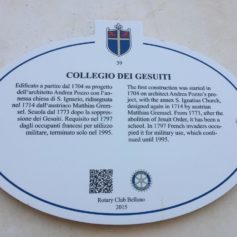 59
COLLEGIO DEI GESUITI
Edificato a partire dal 1704 su progetto
dell'architetto Andrea Pozzo con l'an-
nessa chiesa di S. Ignazio, ridisegnata
nel 1714 dall'austriaco Matthias Grem-
sel. Scuola dal 1773 dopo la soppres-
sione dei Gesuiti. Requisito nel 1797
dagli occupanti francesi per utilizzo
militare, terminato solo nel 1995.
The first construction was started in
1704 on architect Andrea Pozzo's pro-
ject, with the annex S. Ignatius Church,
designed again in 1714 by austrian
Matthias Gremsel. From 1773, after the
abolition of Jesuit Order, it has been a
school. In 1797 French invaders occu-
pied it for military use, which conti-
nued until 1995.
Rotary Club Belluno
2015